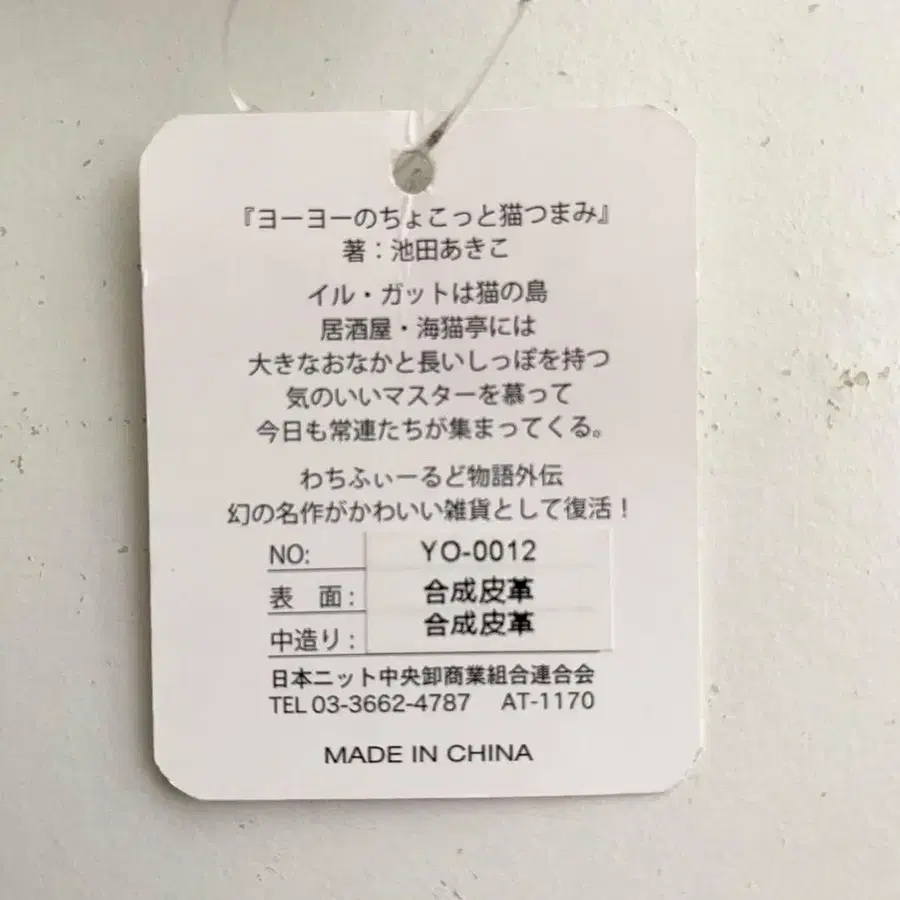 『ヨーヨーのちょこっと猫つまみ』
著：池田あきこ
イル・ガットは猫の島
居酒屋・海猫亭には
大きなおなかと長いしっぽを持つ
気のいいマスターを慕って
今日も常連たちが集まってくる。
わちふぃーるど物語外伝
幻の名作がかわいい雑貨として復活！
NO: YO-0012
表　面： 合成皮革
中造り： 合成皮革
日本ニット中央卸商業組合連合会
TEL 03-3662-4787 AT-1170
MADE IN CHINA